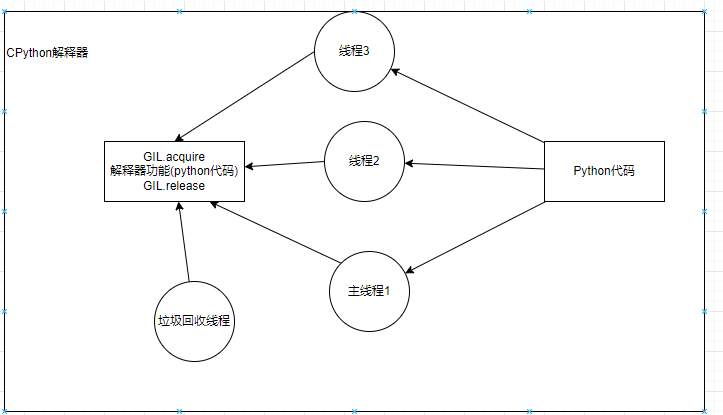 CPython解释器
线程3
GIL.acquire
解释器功能(python代码)
GIL.release
线程2
Python代码
主线程1
垃圾回收线程